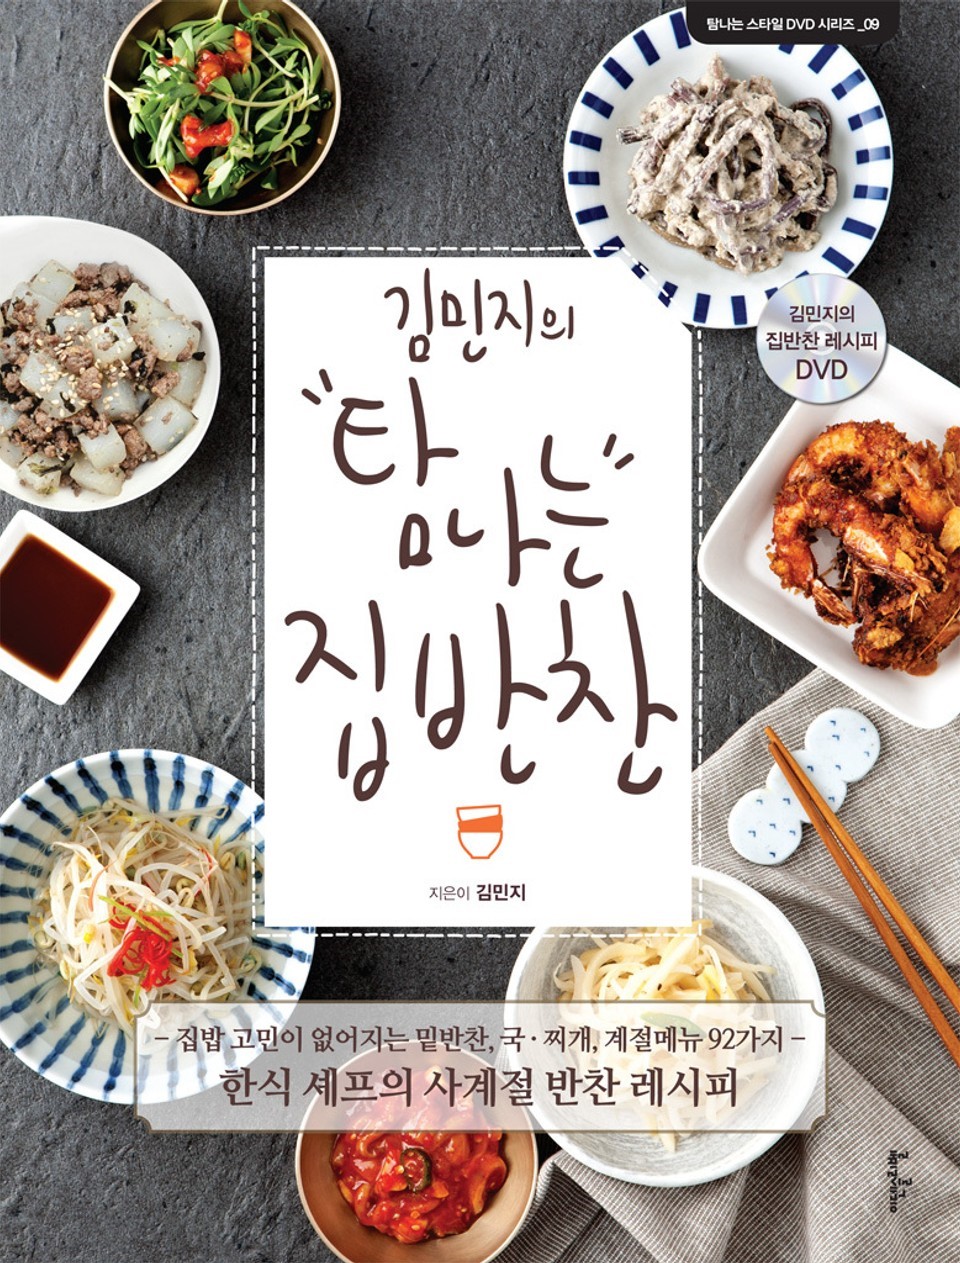 탐나는 스타일 DVD 시리즈 _09
김민지의
집반찬 레시피
DVD
김민지의
"탐
나는"
집반찬
지은이 김민지
– 집밥 고민이 없어지는 밑반찬, 국 · 찌개, 계절메뉴 92가지 –
한식 셰프의 사계절 반찬 레시피